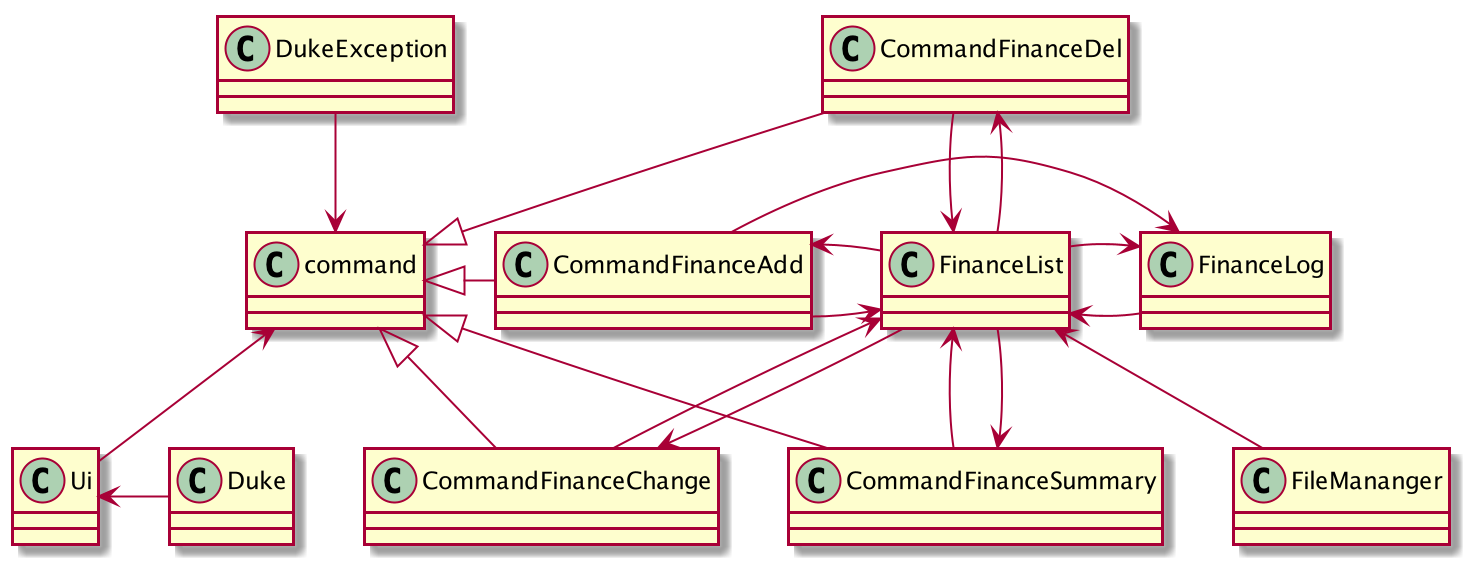 C DukeException
C CommandFinanceDel
C command
C CommandFinanceAdd
C FinanceList
C FinanceLog
C Ui
C Duke
C CommandFinanceChange
C CommandFinanceSummary
C FileMananger